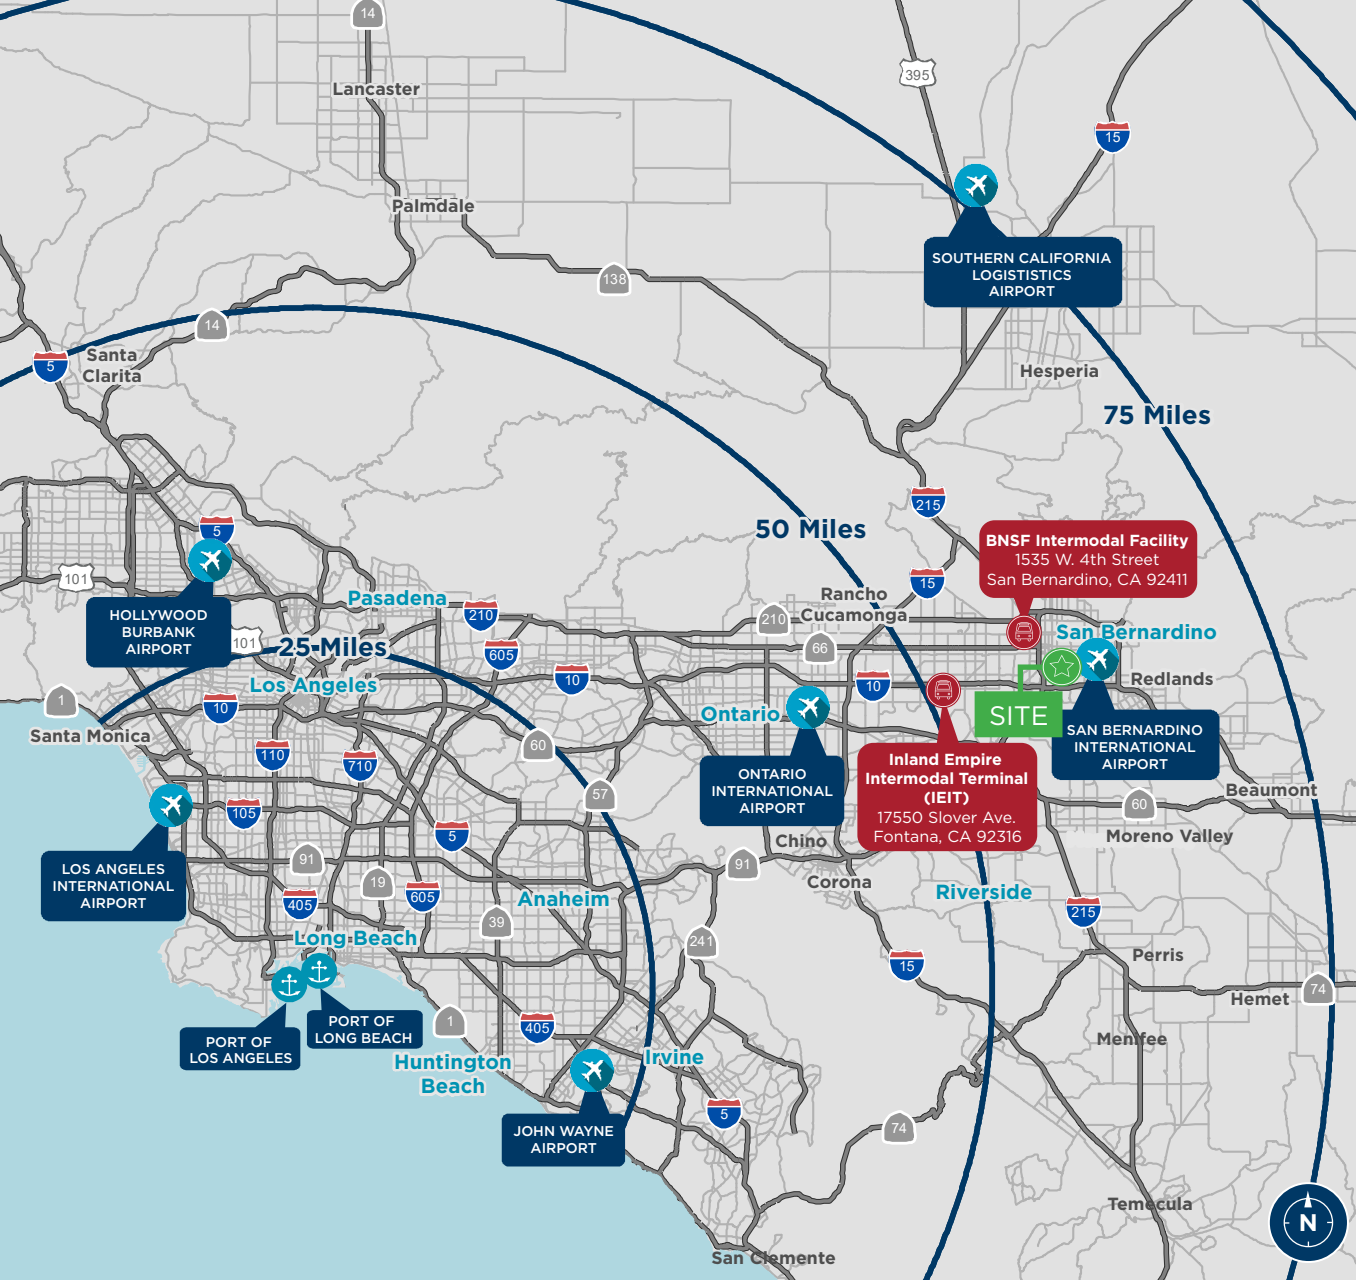 14
395
15
Lancaster
Palmdale
SOUTHERN CALIFORNIA
LOGISTISTICS
AIRPORT
138
14
Santa
Clarita
5
Hesperia
75 Miles
215
50 Miles
BNSF Intermodal Facility
1535 W. 4th Street
San Bernardino, CA 92411
5
101
15
Rancho
Cucamonga
Pasadena
210
210
HOLLYWOOD
BURBANK
AIRPORT
101
25 Miles
605
66
San Bernardino
Los Angeles
10
10
Redlands
1
10
Ontario
SITE
Santa Monica
60
SAN BERNARDINO
INTERNATIONAL
AIRPORT
110
710
Inland Empire
Intermodal Terminal
(IEIT)
17550 Slover Ave.
Fontana, CA 92316
ONTARIO
INTERNATIONAL
AIRPORT
57
Beaumont
105
60
5
Moreno Valley
Chino
91
91
LOS ANGELES
INTERNATIONAL
AIRPORT
19
Corona
405
605
Anaheim
Riverside
39
215
Long Beach
241
15
Perris
74
Hemet
1
PORT OF
LONG BEACH
405
PORT OF
LOS ANGELES
Menifee
Huntington
Beach
Irvine
5
74
JOHN WAYNE
AIRPORT
Temecula
N
San Clemente